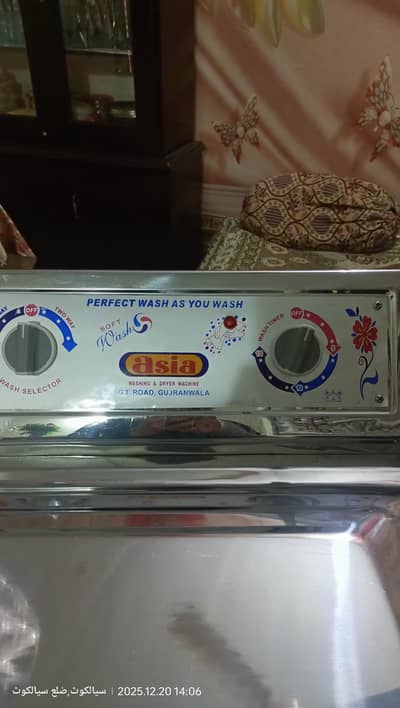 PERFECT WASH AS YOU WASH
OFF
TWO WAY
WASH SELECTOR
SOFT
Wash
asia
WASHING & DRYER MACHINE
G.T. ROAD, GUJRANWALA
WASH TIMER
OFF
سیالکوٹ,ضلع سیالکوٹ | 2025.12.20 14:06